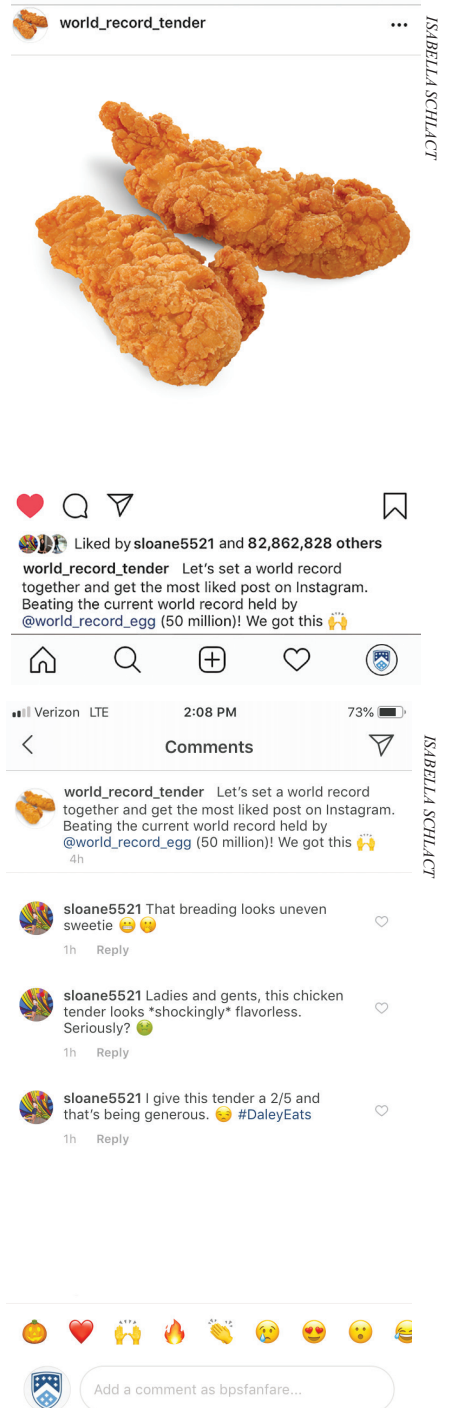 world_record_tender
ISABELLA SCHLACT
Liked by sloane5521 and 82,862,828 others
world_record_tender Let's set a world record
together and get the most liked post on Instagram.
Beating the current world record held by
@world_record_egg (50 million)! We got this 🙌
Verizon LTE 2:08 PM 73%
Comments
ISABELLA SCHLACT
world_record_tender Let's set a world record
together and get the most liked post on Instagram.
Beating the current world record held by
@world_record_egg (50 million)! We got this 🙌
4h
sloane5521 That breading looks uneven
sweetie 😬🤫
1h Reply
sloane5521 Ladies and gents, this chicken
tender looks *shockingly* flavorless.
Seriously? 🤢
1h Reply
sloane5521 I give this tender a 2/5 and
that's being generous. 😒 #DaleyEats
1h Reply
Add a comment as bpsfanfare...